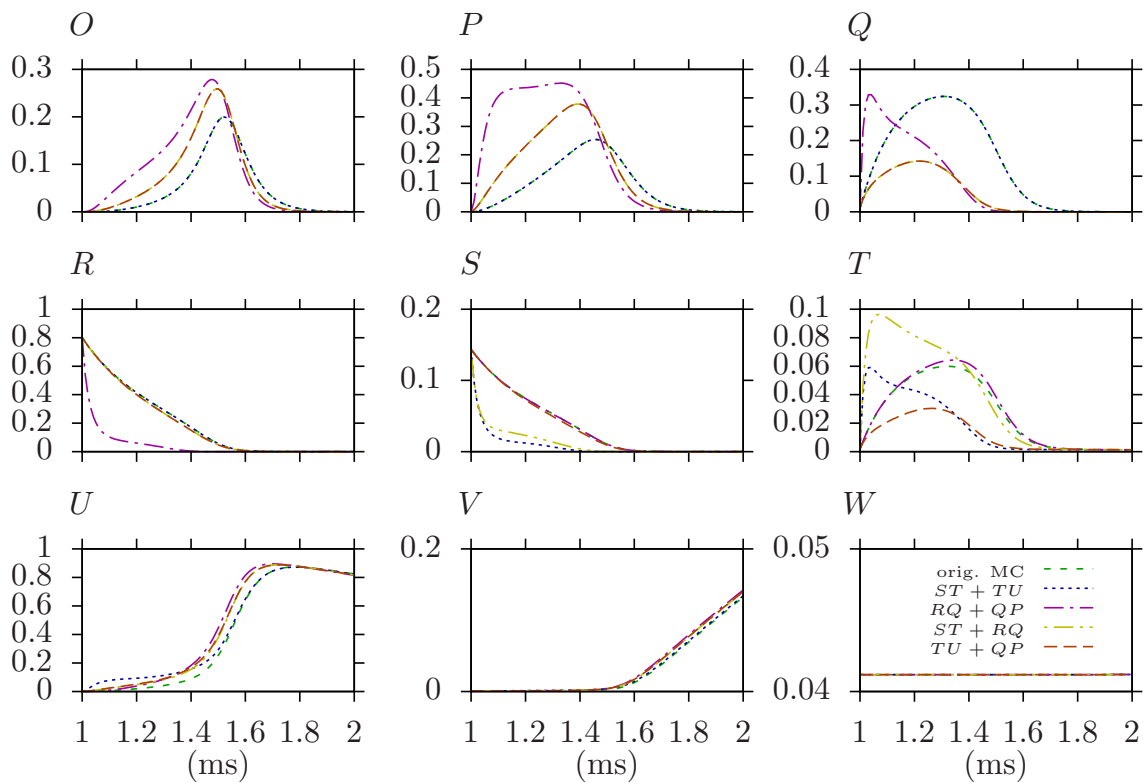 O P Q
0.3 0.5 0.4
0.4 0.3
0.2 0.3
0.2
0.2
0.1 0.1
0.1
0 0 0
R S T
1 0.2 0.1
0.8 0.08
0.6 0.06
0.1
0.4 0.04
0.2 0.02
0 0 0
U V W
1 0.2 0.05
0.8
orig. MC
ST + TU
0.6
RQ + QP
0.4
ST + RQ
TU + QP
0.2
0 0 0.04
1 1.2 1.4 1.6 1.8 2 1 1.2 1.4 1.6 1.8 2 1 1.2 1.4 1.6 1.8 2
(ms) (ms) (ms)